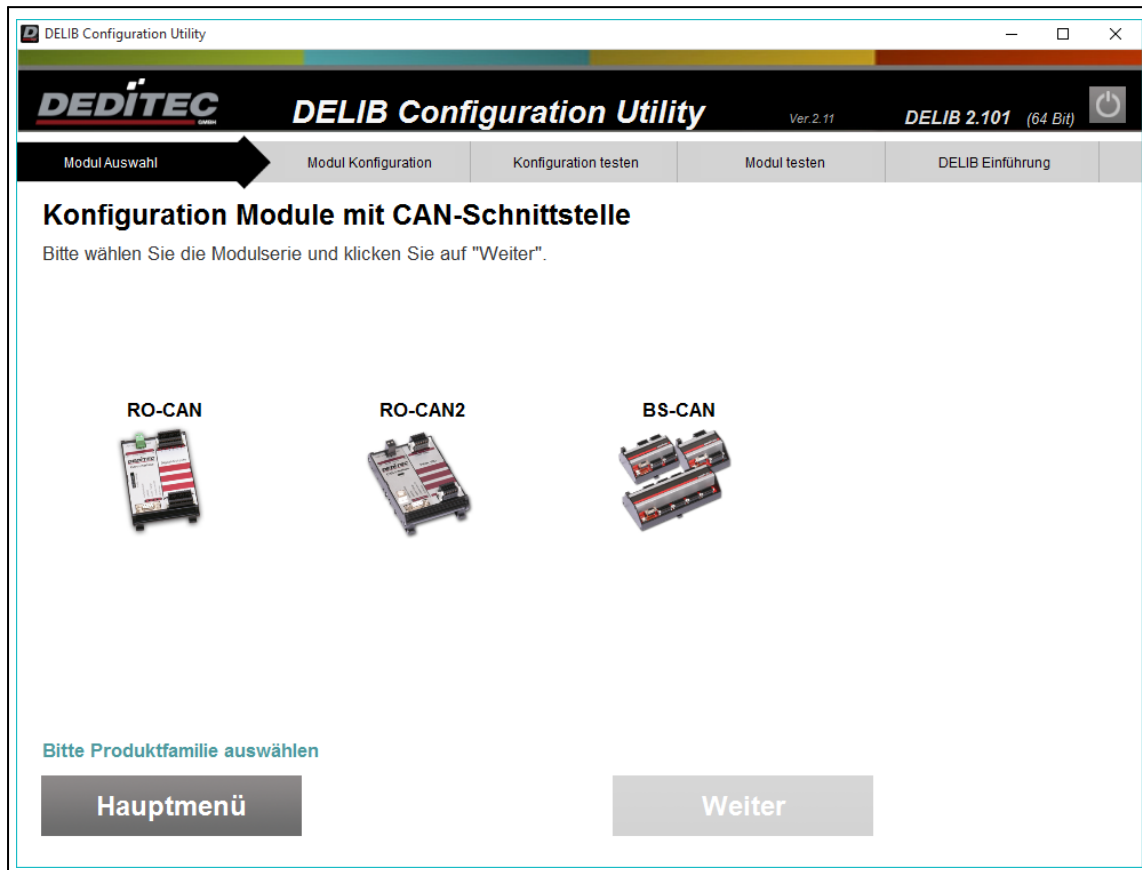 DELIB Configuration Utility
DEDITEC
GMBH
DELIB Configuration Utility
Ver.2.11
DELIB 2.101 (64 Bit)
Modul Auswahl
Modul Konfiguration
Konfiguration testen
Modul testen
DELIB Einführung
Konfiguration Module mit CAN-Schnittstelle
Bitte wählen Sie die Modulserie und klicken Sie auf "Weiter".
RO-CAN
RO-CAN2
BS-CAN
Bitte Produktfamilie auswählen
Hauptmenü
Weiter